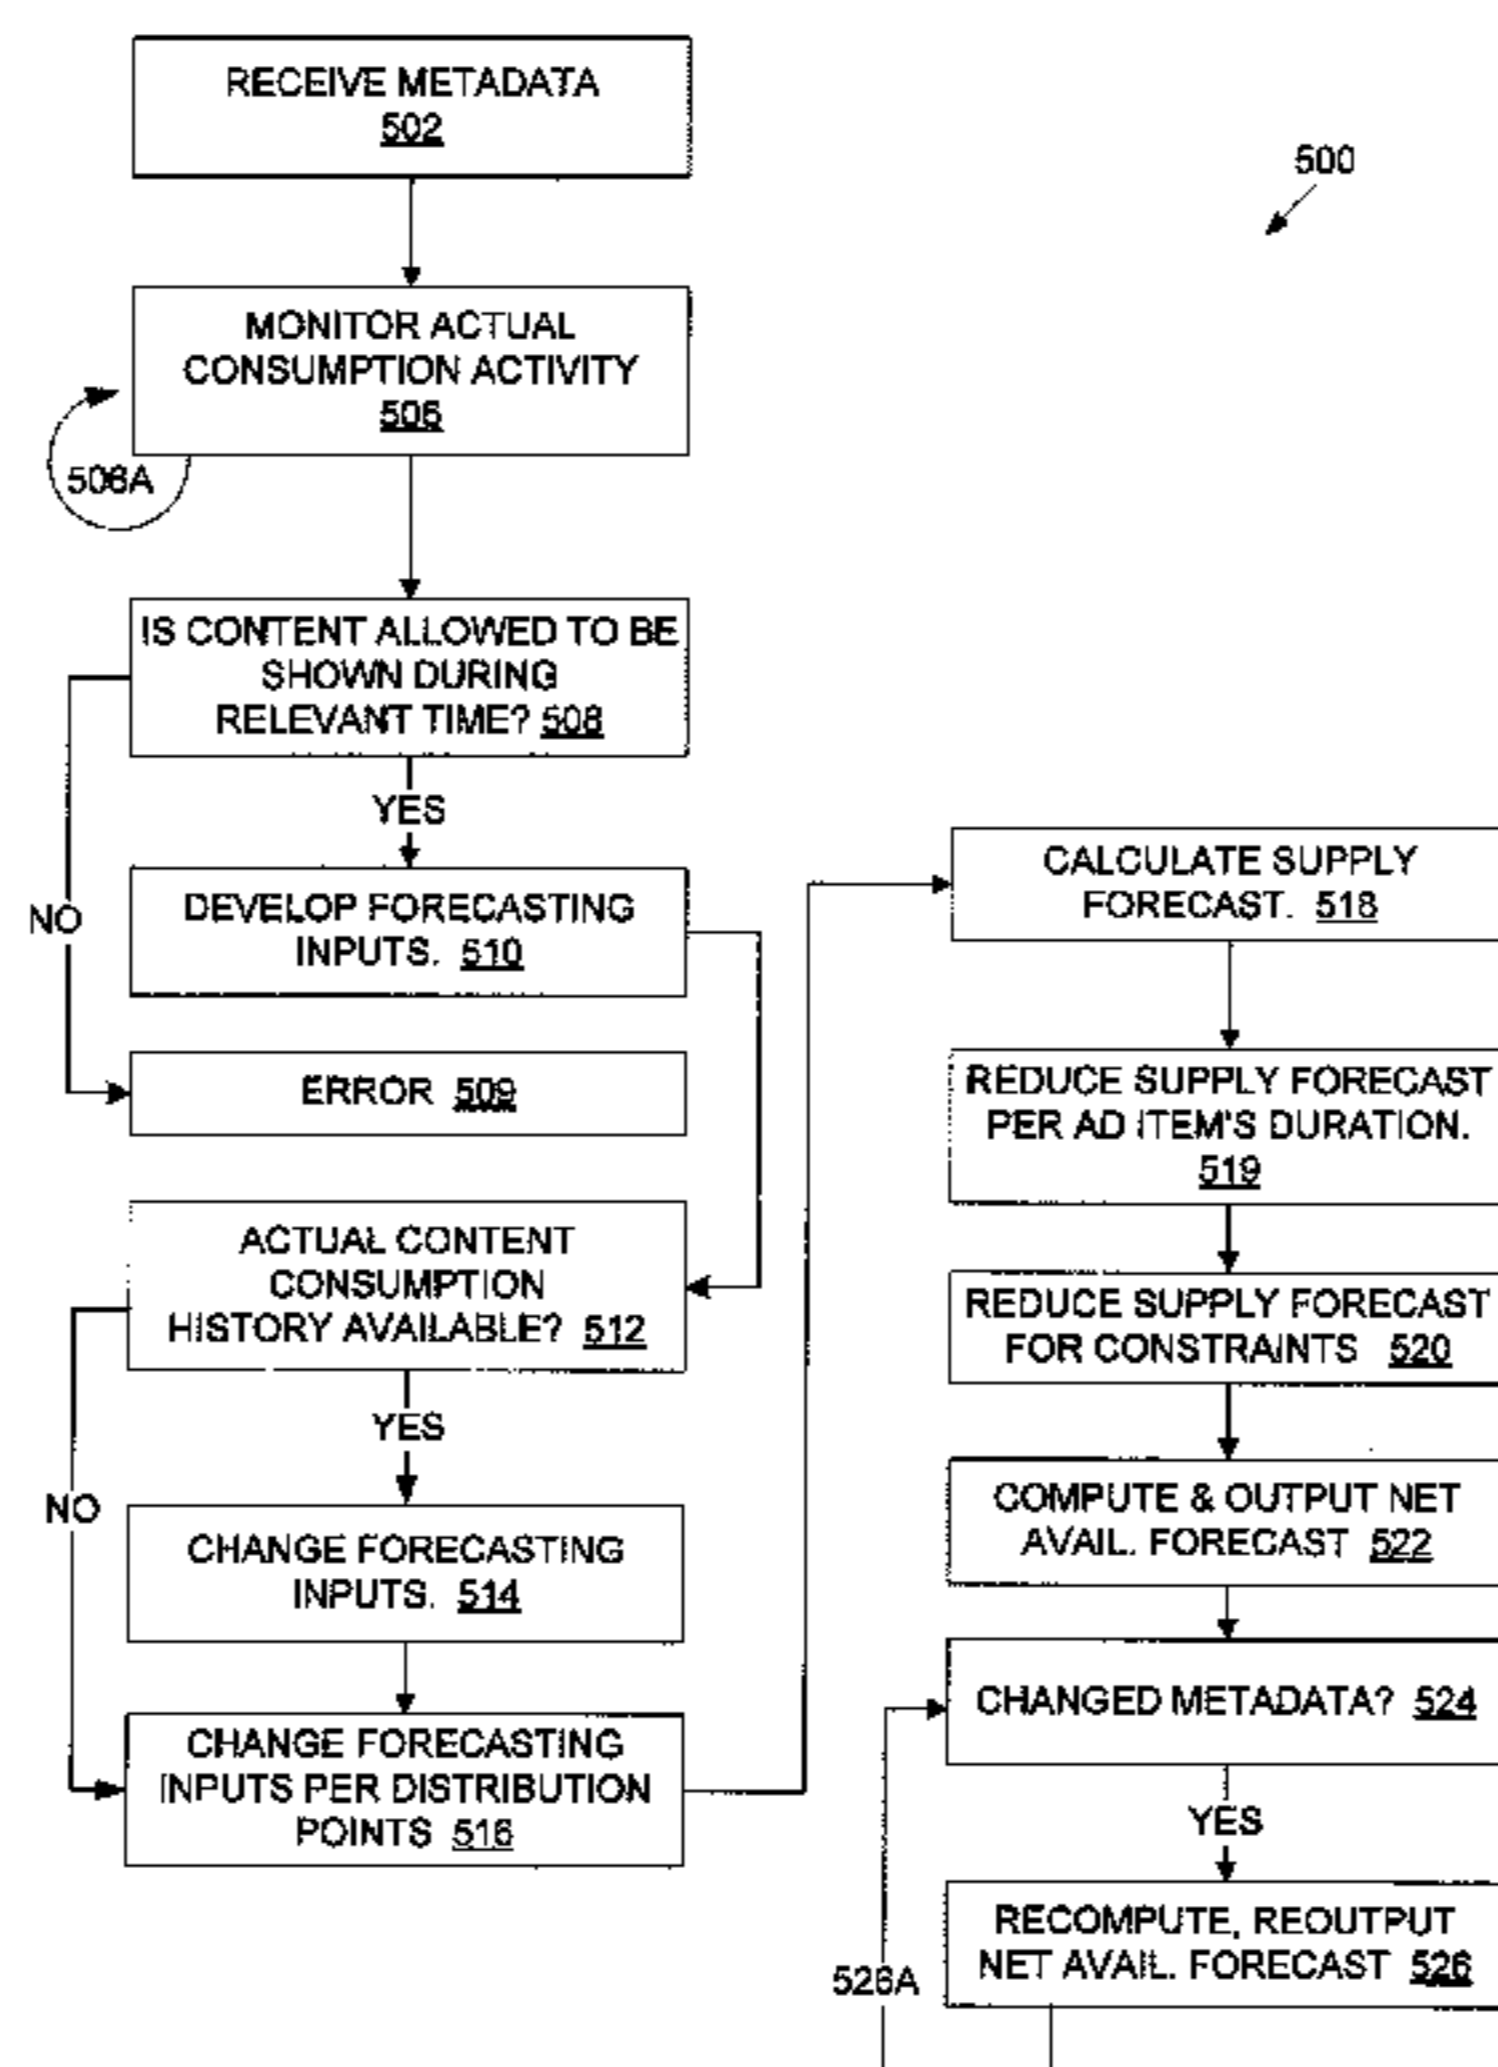 RECEIVE METADATA
502
500
MONITOR ACTUAL
CONSUMPTION ACTIVITY
506
506A
IS CONTENT ALLOWED TO BE
SHOWN DURING
RELEVANT TIME? 508
YES
NO
DEVELOP FORECASTING
INPUTS. 510
ERROR 509
ACTUAL CONTENT
CONSUMPTION
HISTORY AVAILABLE? 512
YES
NO
CHANGE FORECASTING
INPUTS. 514
CHANGE FORECASTING
INPUTS PER DISTRIBUTION
POINTS 516
CALCULATE SUPPLY
FORECAST. 518
REDUCE SUPPLY FORECAST
PER AD ITEM'S DURATION.
519
REDUCE SUPPLY FORECAST
FOR CONSTRAINTS 520
COMPUTE & OUTPUT NET
AVAIL. FORECAST 522
CHANGED METADATA? 524
YES
RECOMPUTE, REOUTPUT
NET AVAIL. FORECAST 526
526A